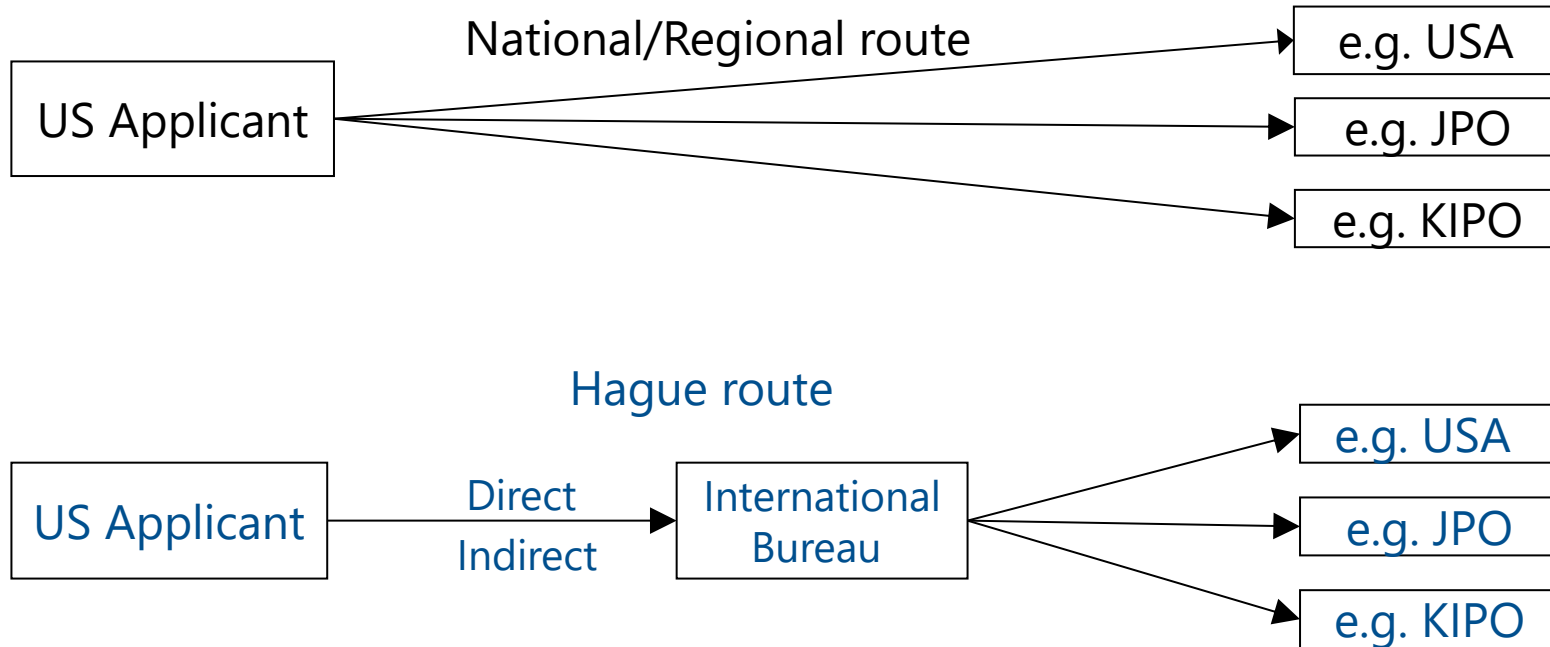 National/Regional route
US Applicant
e.g. USA
e.g. JPO
e.g. KIPO
Hague route
US Applicant
Direct
Indirect
International
Bureau
e.g. USA
e.g. JPO
e.g. KIPO